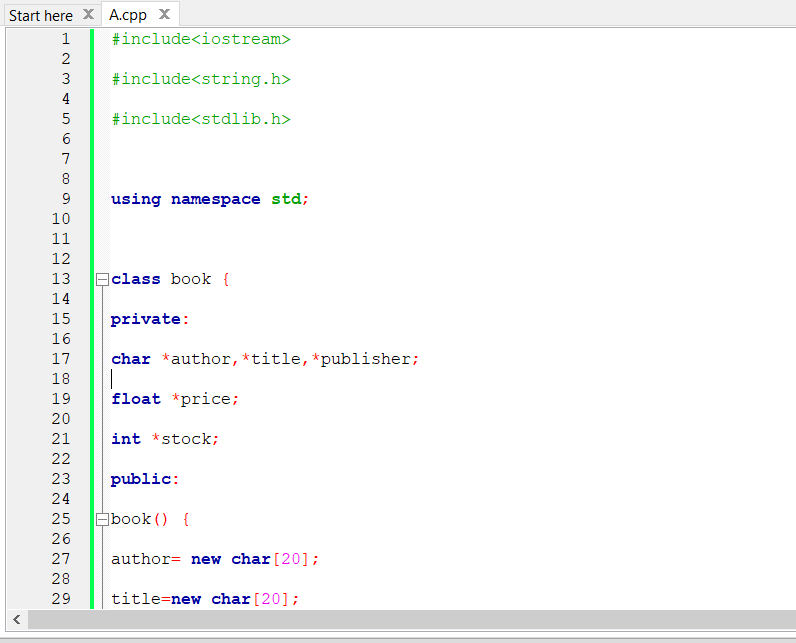 Start here X A.cpp X
1 #include<iostream>
2
3 #include<string.h>
4
5 #include<stdlib.h>
6
7
8
9 using namespace std;
10
11
12
13 class book {
14
15 private:
16
17 char *author,*title,*publisher;
18
19 float *price;
20
21 int *stock;
22
23 public:
24
25 book() {
26
27 author= new char[20];
28
29 title=new char[20];